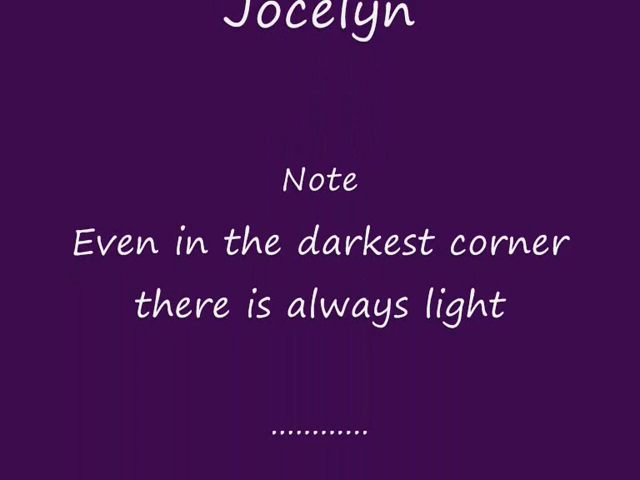 Jocelyn
Note
Even in the darkest corner
there is always light
............